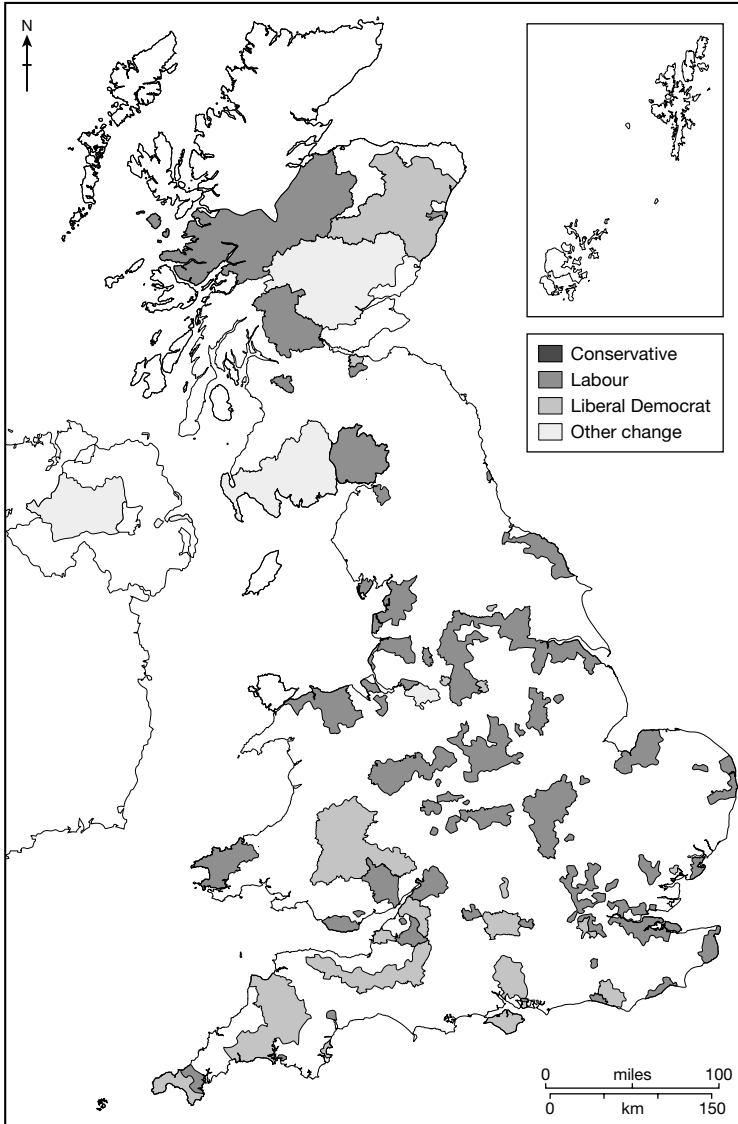 N
Conservative
Labour
Liberal Democrat
Other change
0 miles 100
0 km 150